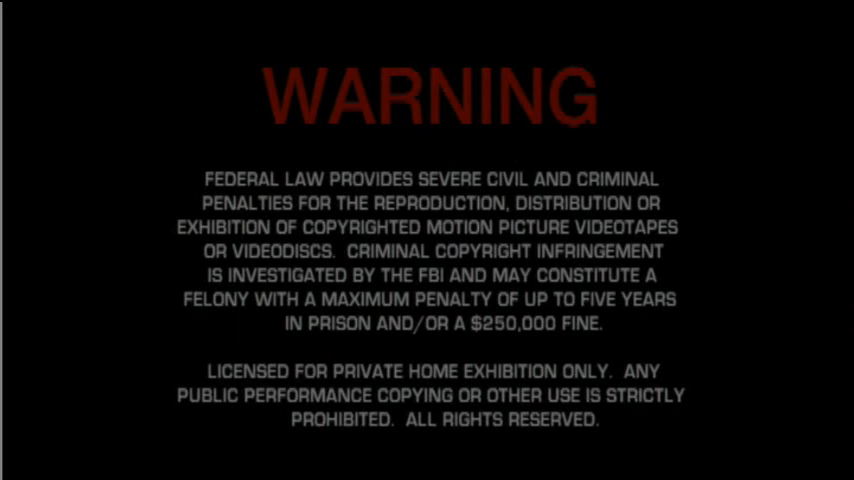 WARNING
FEDERAL LAW PROVIDES SEVERE CIVIL AND CRIMINAL
PENALTIES FOR THE REPRODUCTION, DISTRIBUTION OR
EXHIBITION OF COPYRIGHTED MOTION PICTURE VIDEOTAPES
OR VIDEODISCS. CRIMINAL COPYRIGHT INFRINGEMENT
IS INVESTIGATED BY THE FBI AND MAY CONSTITUTE A
FELONY WITH A MAXIMUM PENALTY OF UP TO FIVE YEARS
IN PRISON AND/OR A $250,000 FINE.
LICENSED FOR PRIVATE HOME EXHIBITION ONLY. ANY
PUBLIC PERFORMANCE COPYING OR OTHER USE IS STRICTLY
PROHIBITED. ALL RIGHTS RESERVED.